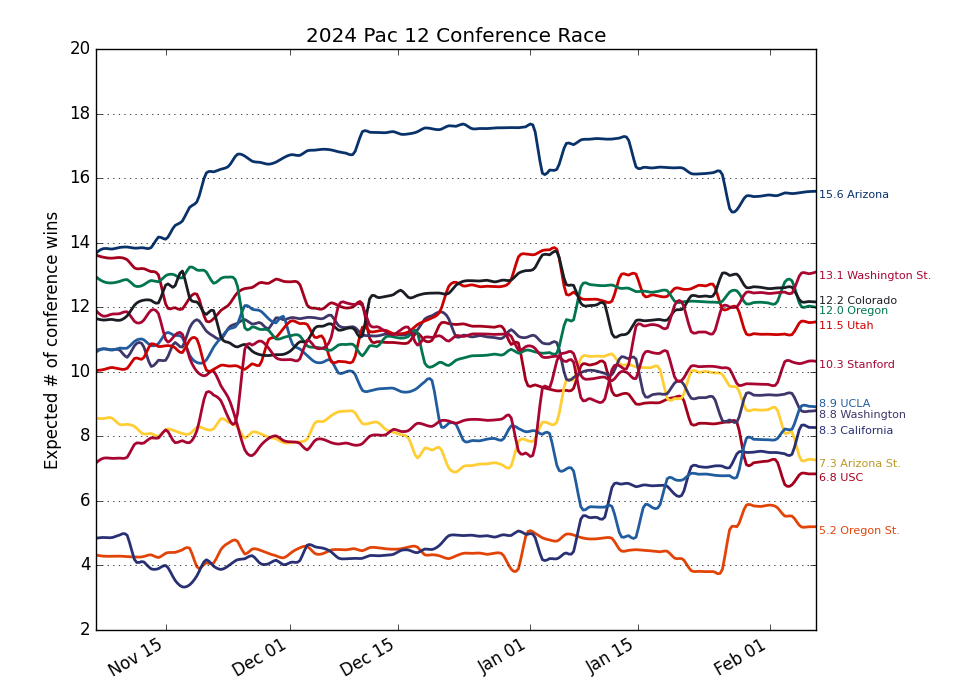 2024 Pac 12 Conference Race
Expected # of conference wins
20
18
16
14
12
10
8
6
4
2
15.6 Arizona
13.1 Washington St.
12.2 Colorado
12.0 Oregon
11.5 Utah
10.3 Stanford
8.9 UCLA
8.8 Washington
8.3 California
7.3 Arizona St.
6.8 USC
5.2 Oregon St.
Nov 15
Dec 01
Dec 15
Jan 01
Jan 15
Feb 01